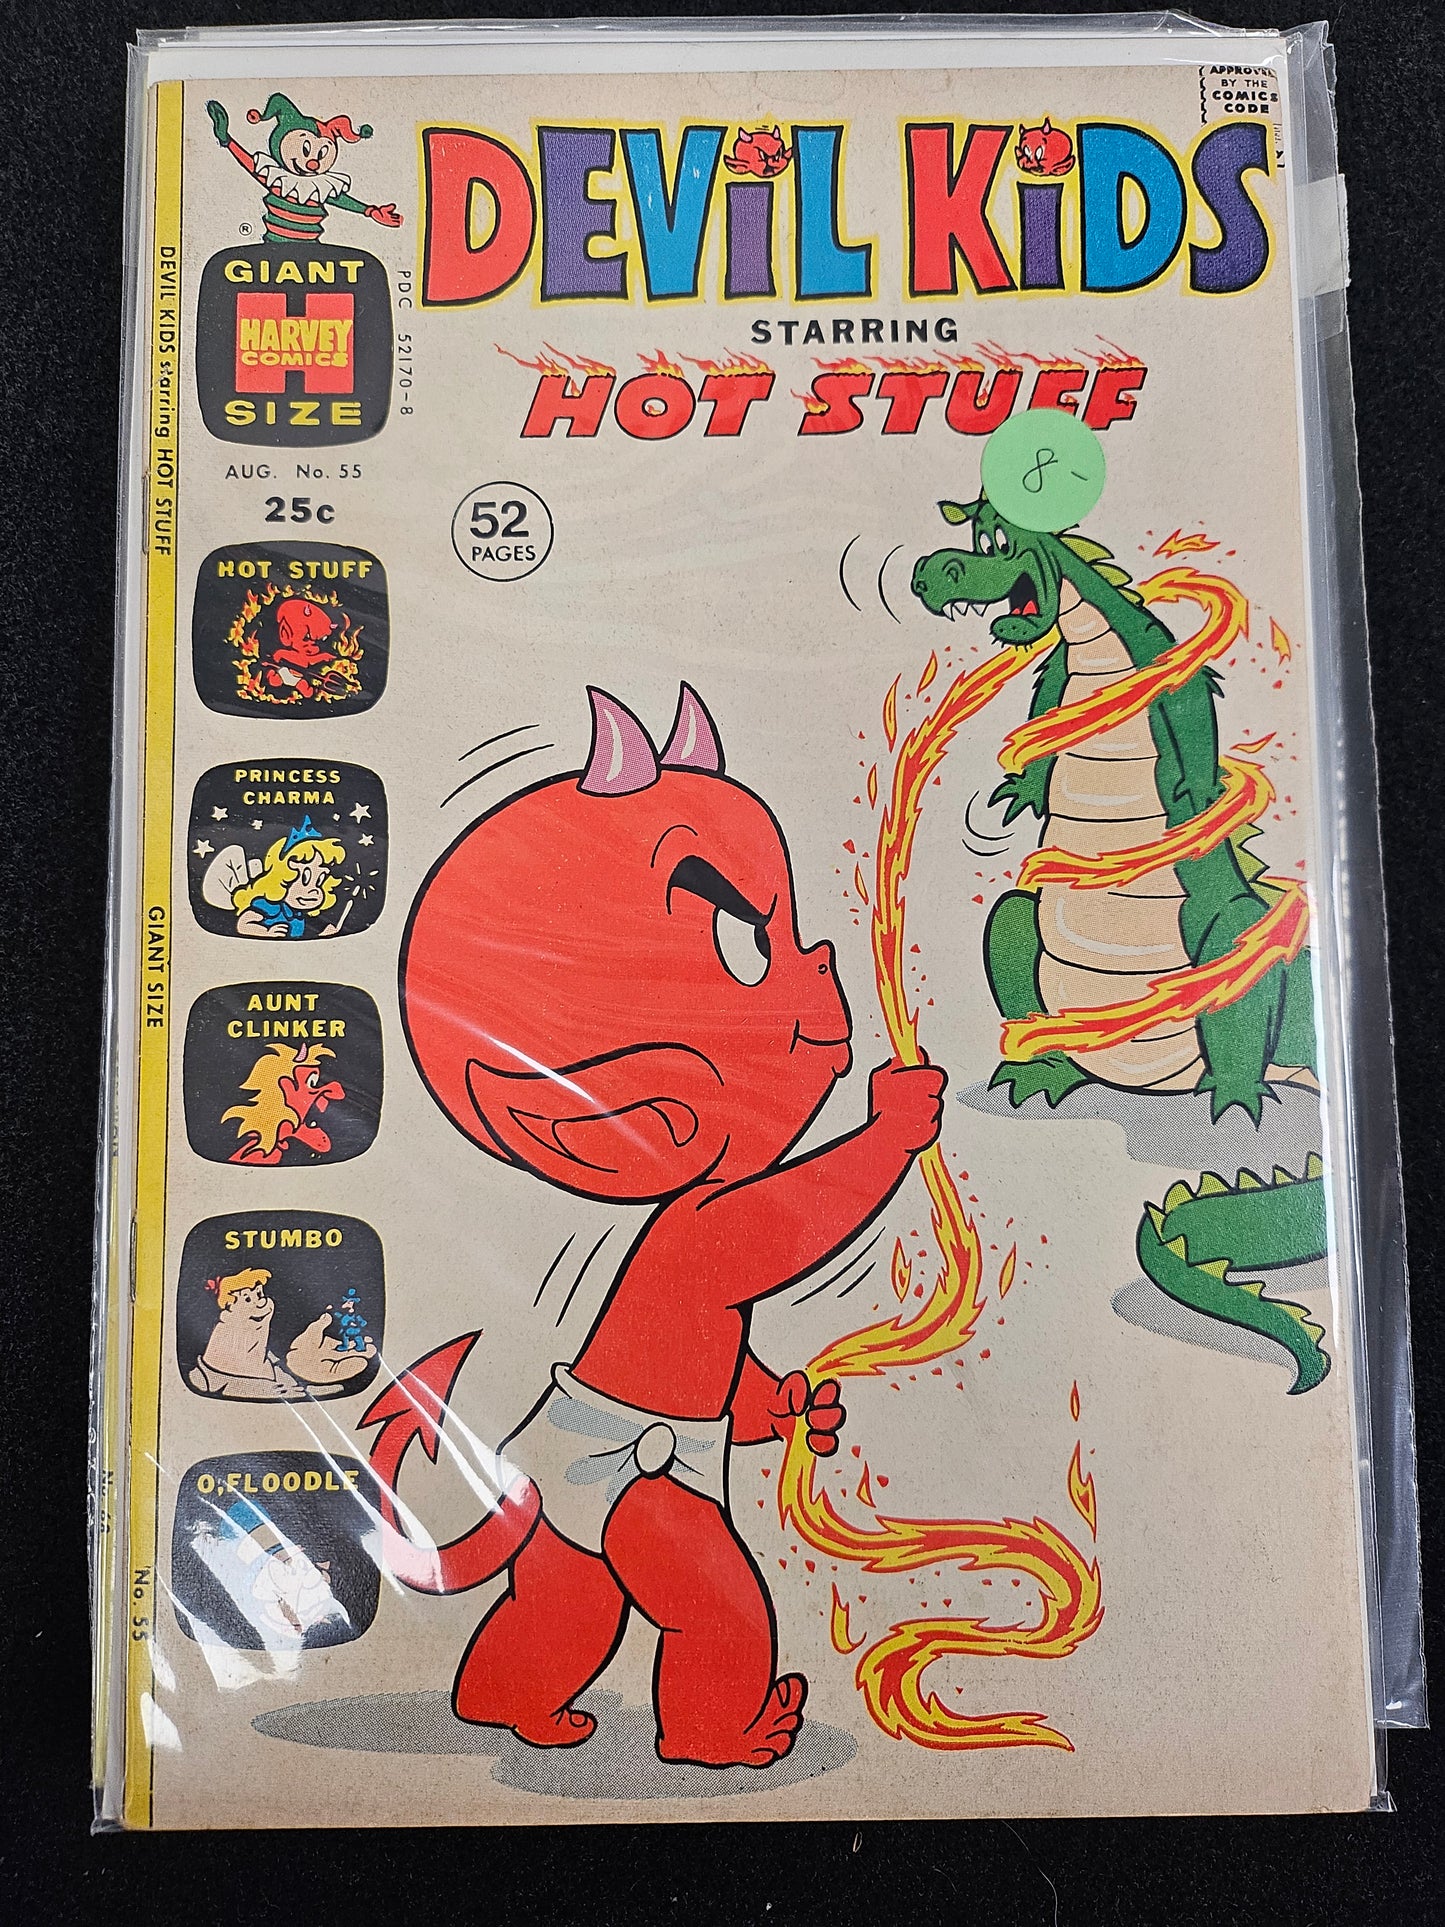 APPROVED
BY THE
COMICS
CODE
DEViL KiDS
STARRING
HOT STUFF
®
GIANT
H
HARVEY
COMICS
SIZE
PDC 52170-8
AUG. No. 55
25c
52
PAGES
8-
HOT STUFF
PRINCESS
CHARMA
AUNT
CLINKER
STUMBO
O;FLOODLE
DEVIL KIDS starring HOT STUFF
GIANT SIZE
No. 55